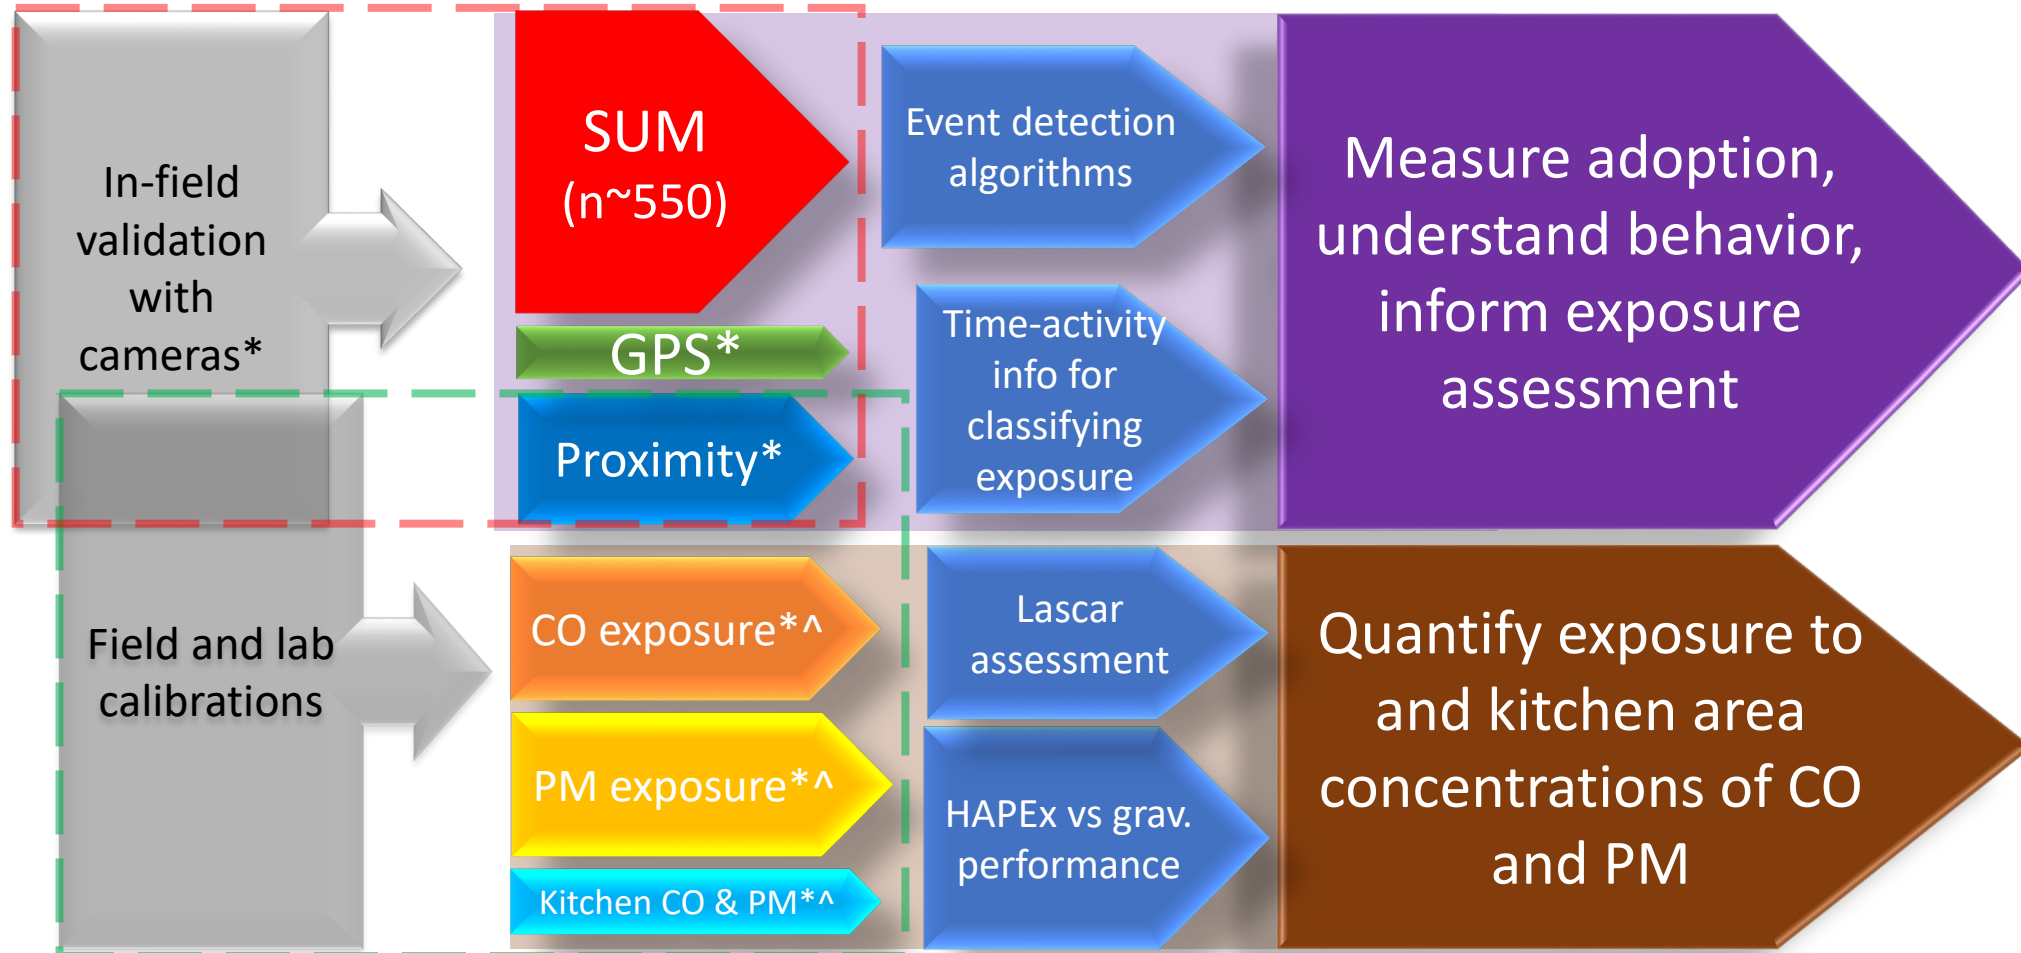 In-field
validation
with
cameras*
Field and lab
calibrations
SUM
(n~550)
GPS*
Proximity*
CO exposure*^
PM exposure*^
Kitchen CO & PM*^
Event detection
algorithms
Time-activity
info for
classifying
exposure
Lascar
assessment
HAPEx vs grav.
performance
Measure adoption,
understand behavior,
inform exposure
assessment
Quantify exposure to
and kitchen area
concentrations of CO
and PM